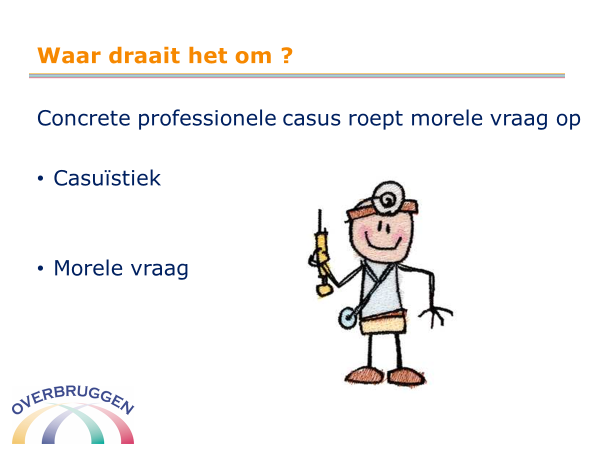 Waar draait het om ?
Concrete professionele casus roept morele vraag op
• Casuïstiek
• Morele vraag
OVERBRUGGEN